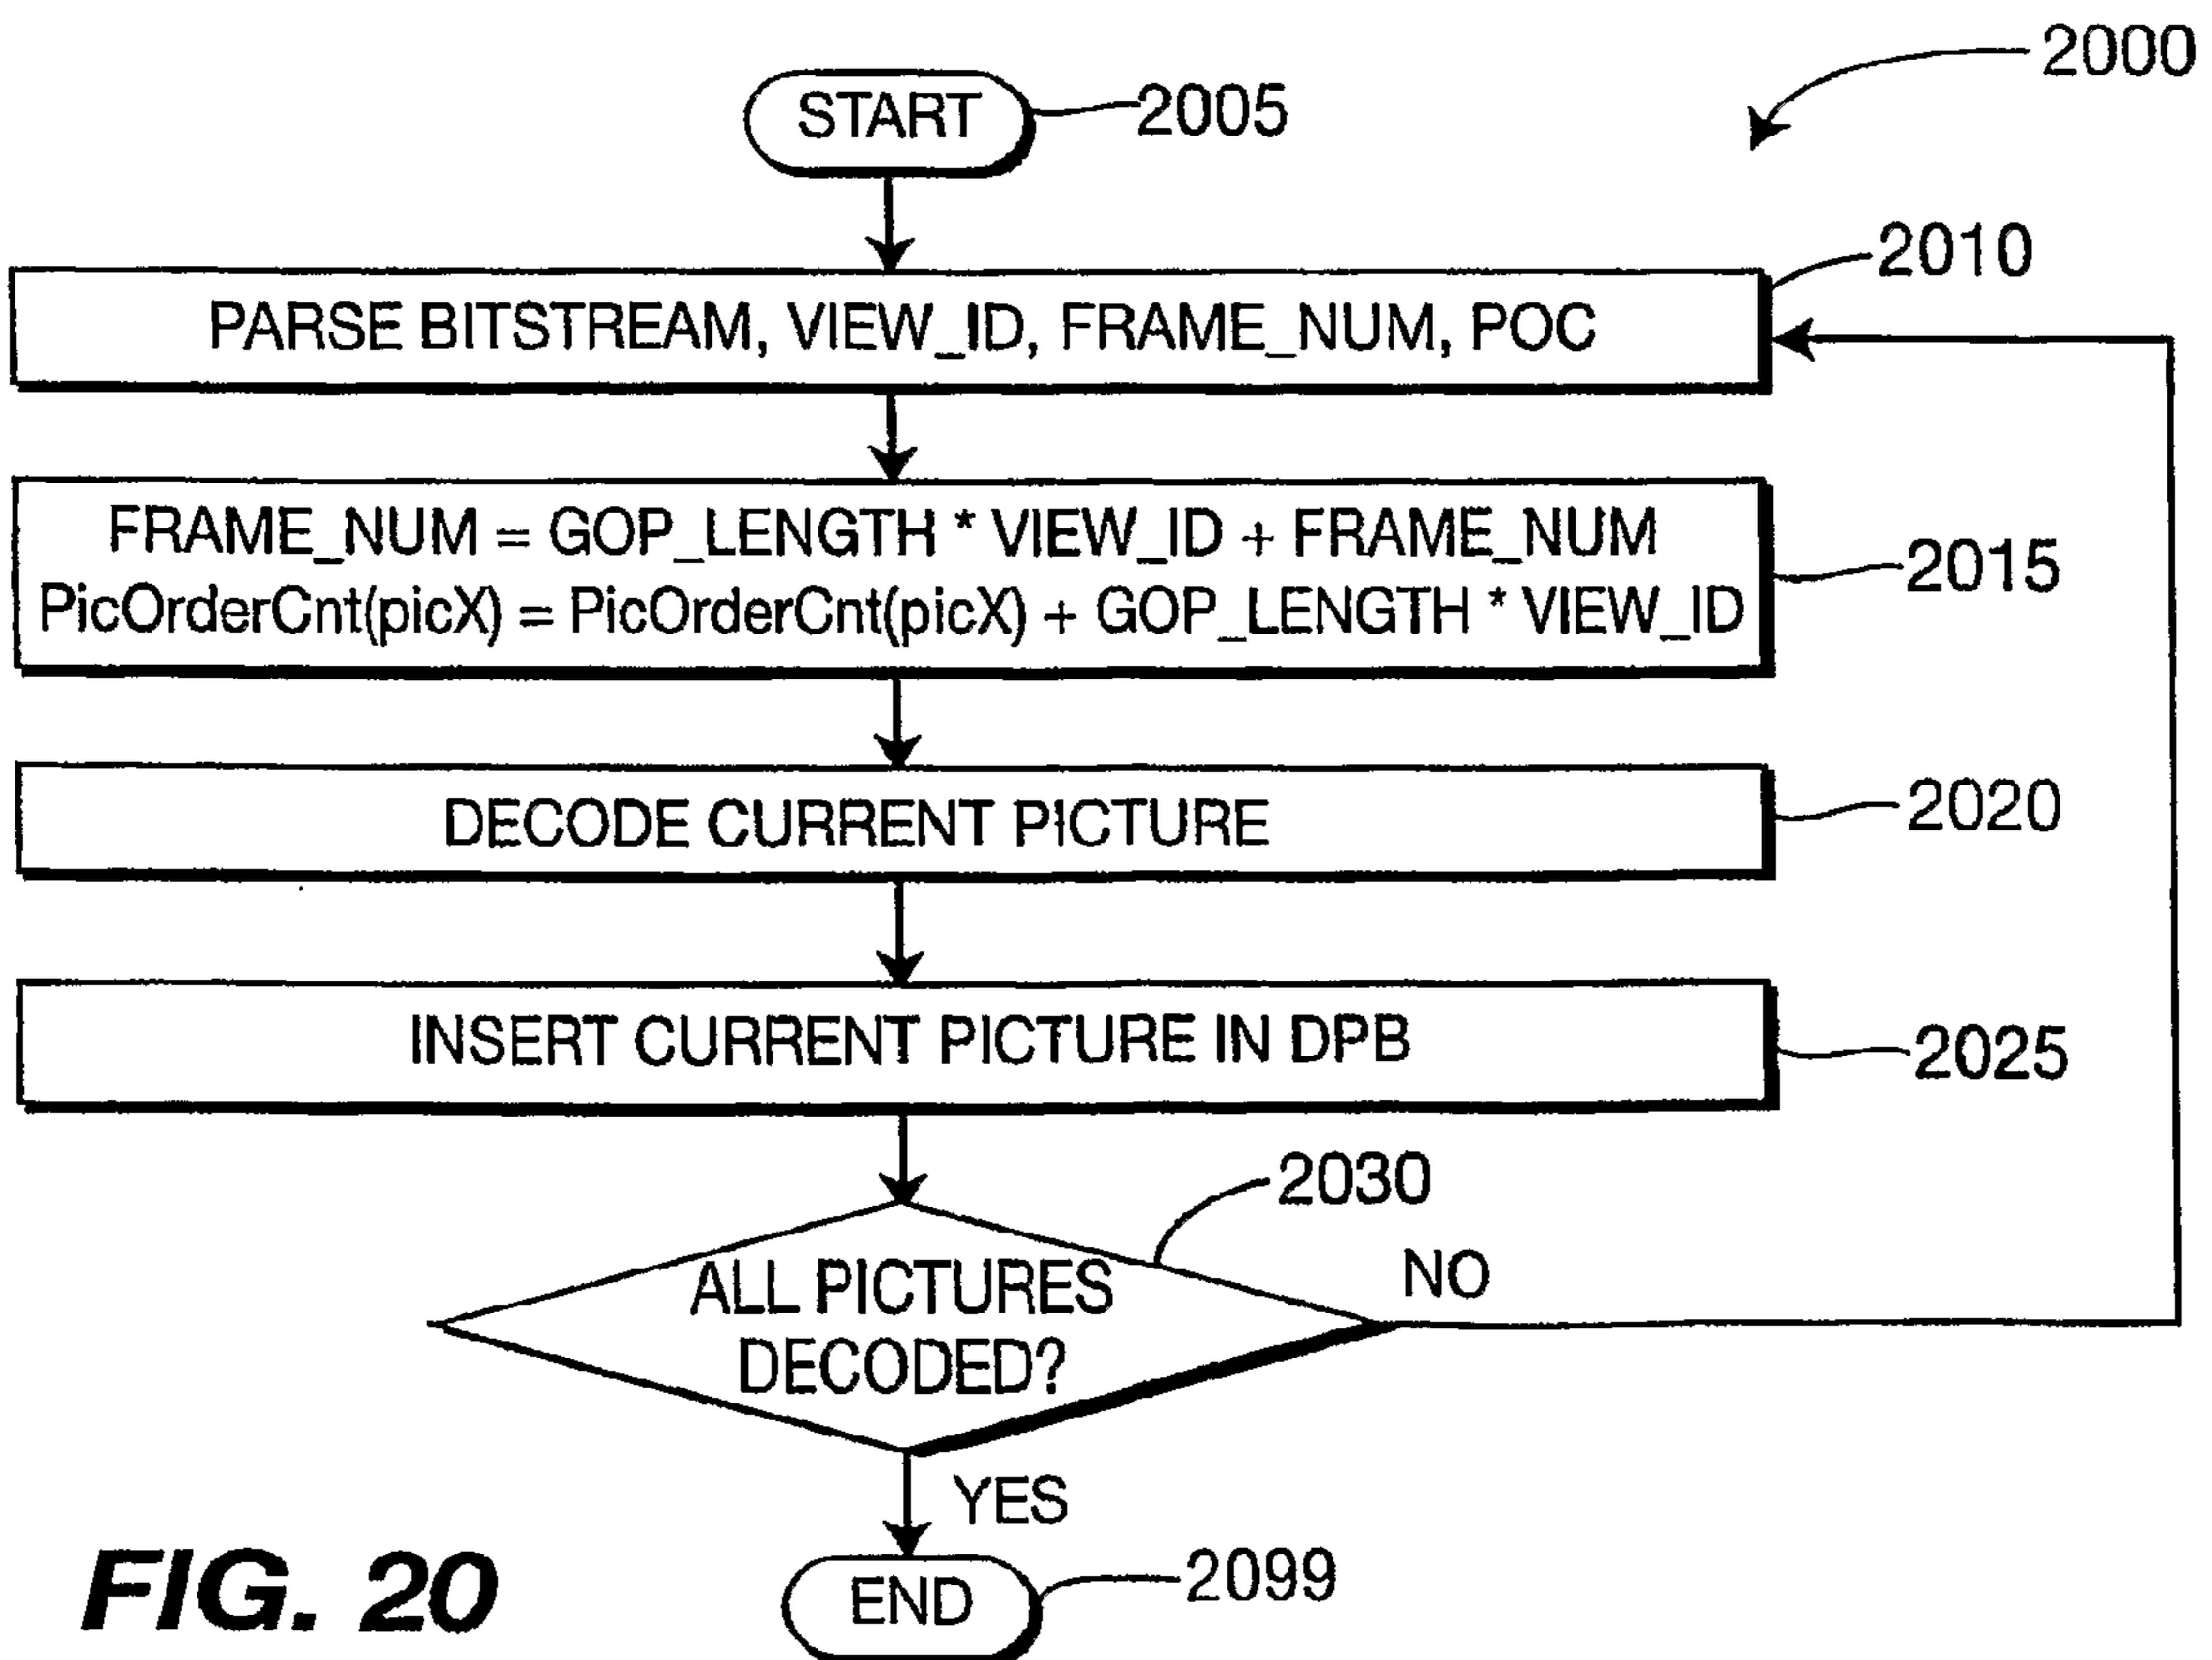 2000
START
2005
2010
PARSE BITSTREAM, VIEW_ID, FRAME_NUM, POC
FRAME_NUM = GOP_LENGTH * VIEW_ID + FRAME_NUM
PicOrderCnt(picX) = PicOrderCnt(picX) + GOP_LENGTH * VIEW_ID
2015
DECODE CURRENT PICTURE
2020
INSERT CURRENT PICTURE IN DPB
2025
2030
ALL PICTURES
DECODED?
NO
YES
END
2099
FIG. 20